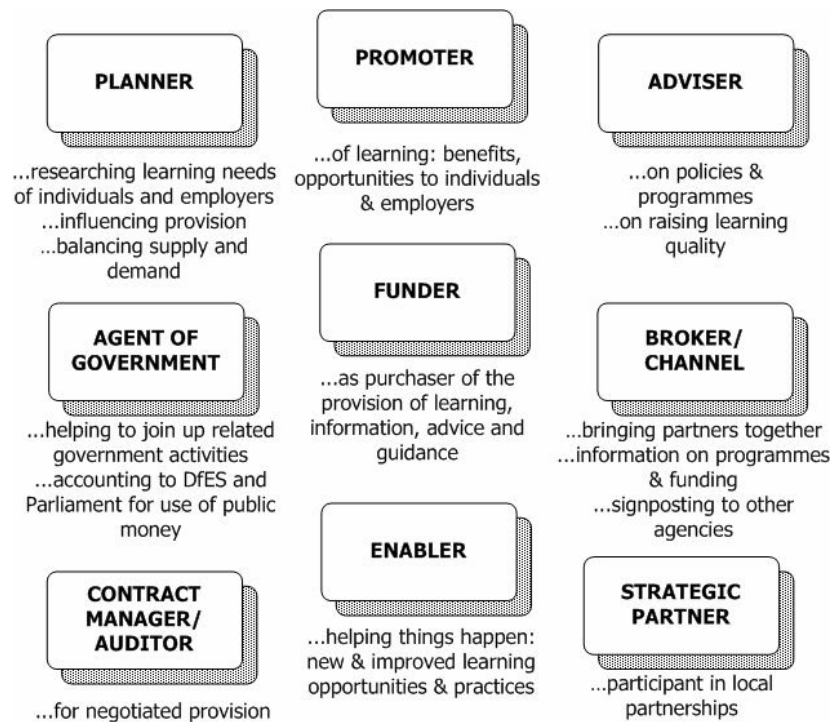 PLANNER
...researching learning needs
of individuals and employers
...influencing provision
...balancing supply and
demand
PROMOTER
...of learning: benefits,
opportunities to individuals
& employers
ADVISER
...on policies &
programmes
...on raising learning
quality
AGENT OF
GOVERNMENT
...helping to join up related
government activities
...accounting to DfES and
Parliament for use of public
money
FUNDER
...as purchaser of the
provision of learning,
information, advice and
guidance
BROKER/
CHANNEL
...bringing partners together
...information on programmes
& funding
...signposting to other
agencies
CONTRACT
MANAGER/
AUDITOR
...for negotiated provision
ENABLER
...helping things happen:
new & improved learning
opportunities & practices
STRATEGIC
PARTNER
...participant in local
partnerships